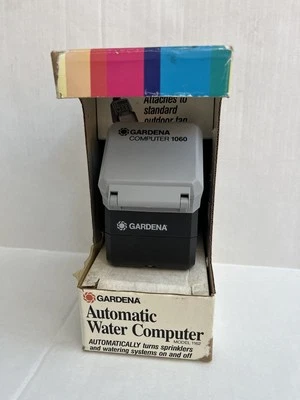 Attaches to
standard
outdoor tap
GARDENA
COMPUTER 1060
GARDENA
GARDENA
Automatic
Water Computer
MODEL 1162
AUTOMATICALLY turns sprinklers
and watering systems on and off